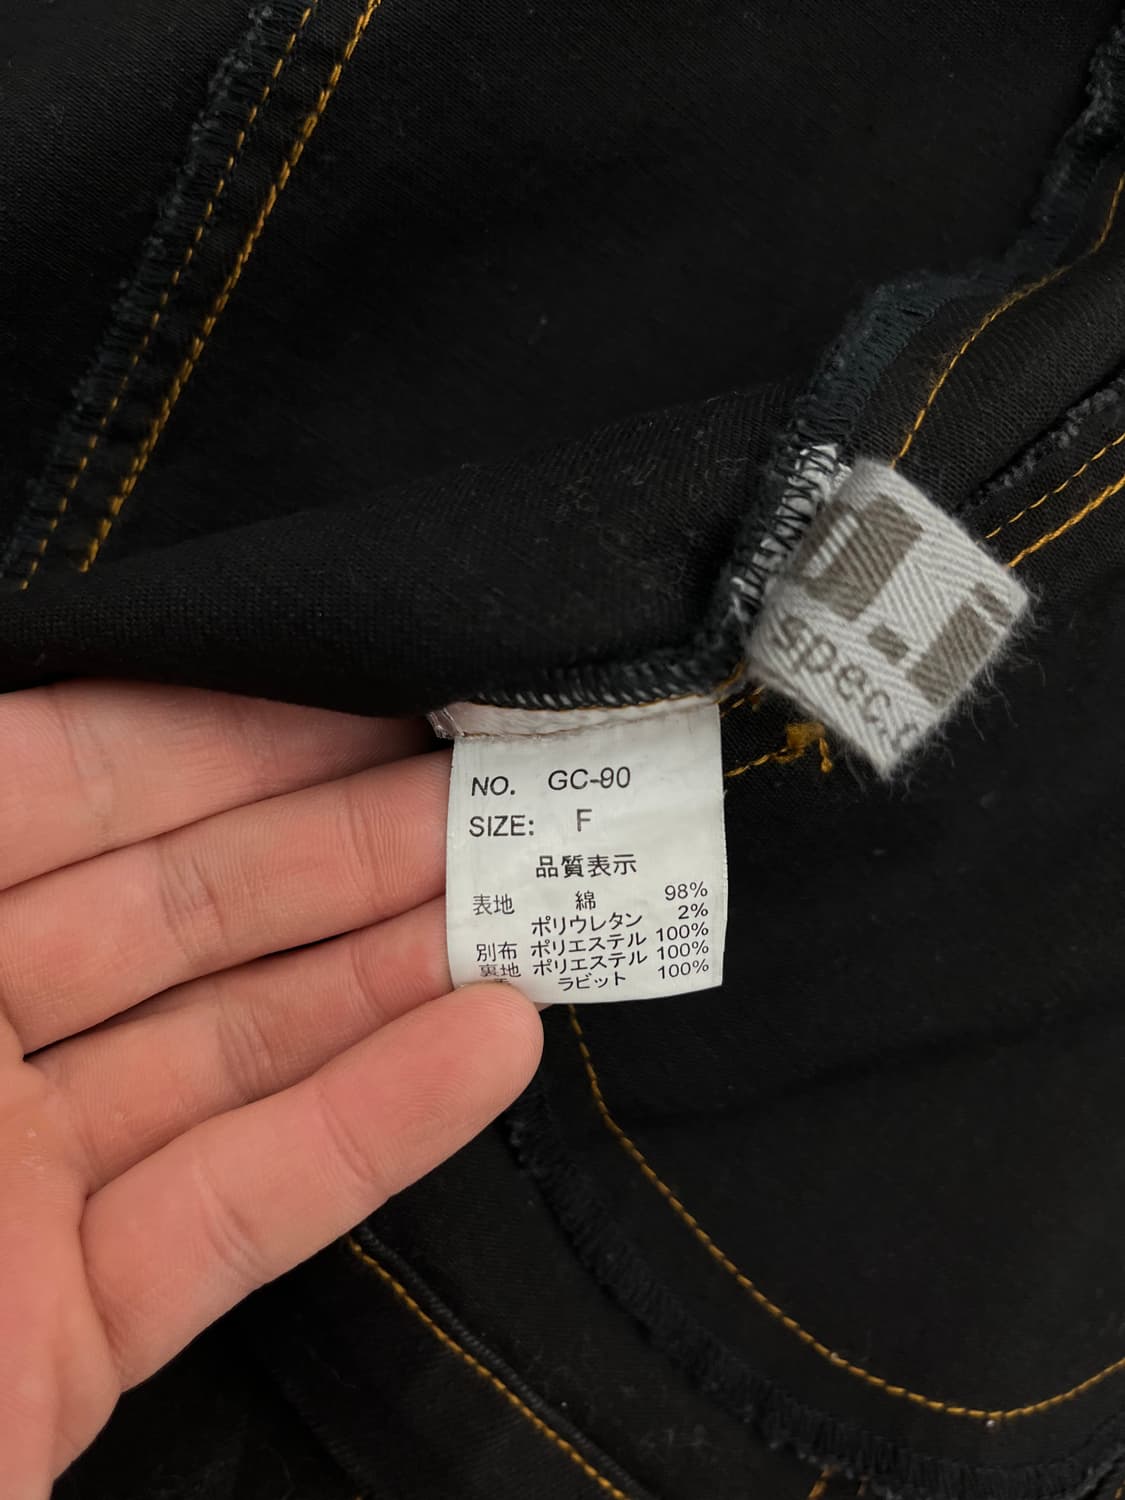 NO. GC-90
SIZE: F
品質表示
表地 綿 98%
ポリウレタン 2%
別布 ポリエステル 100%
裏地 ポリエステル 100%
ラビット 100%
spec.